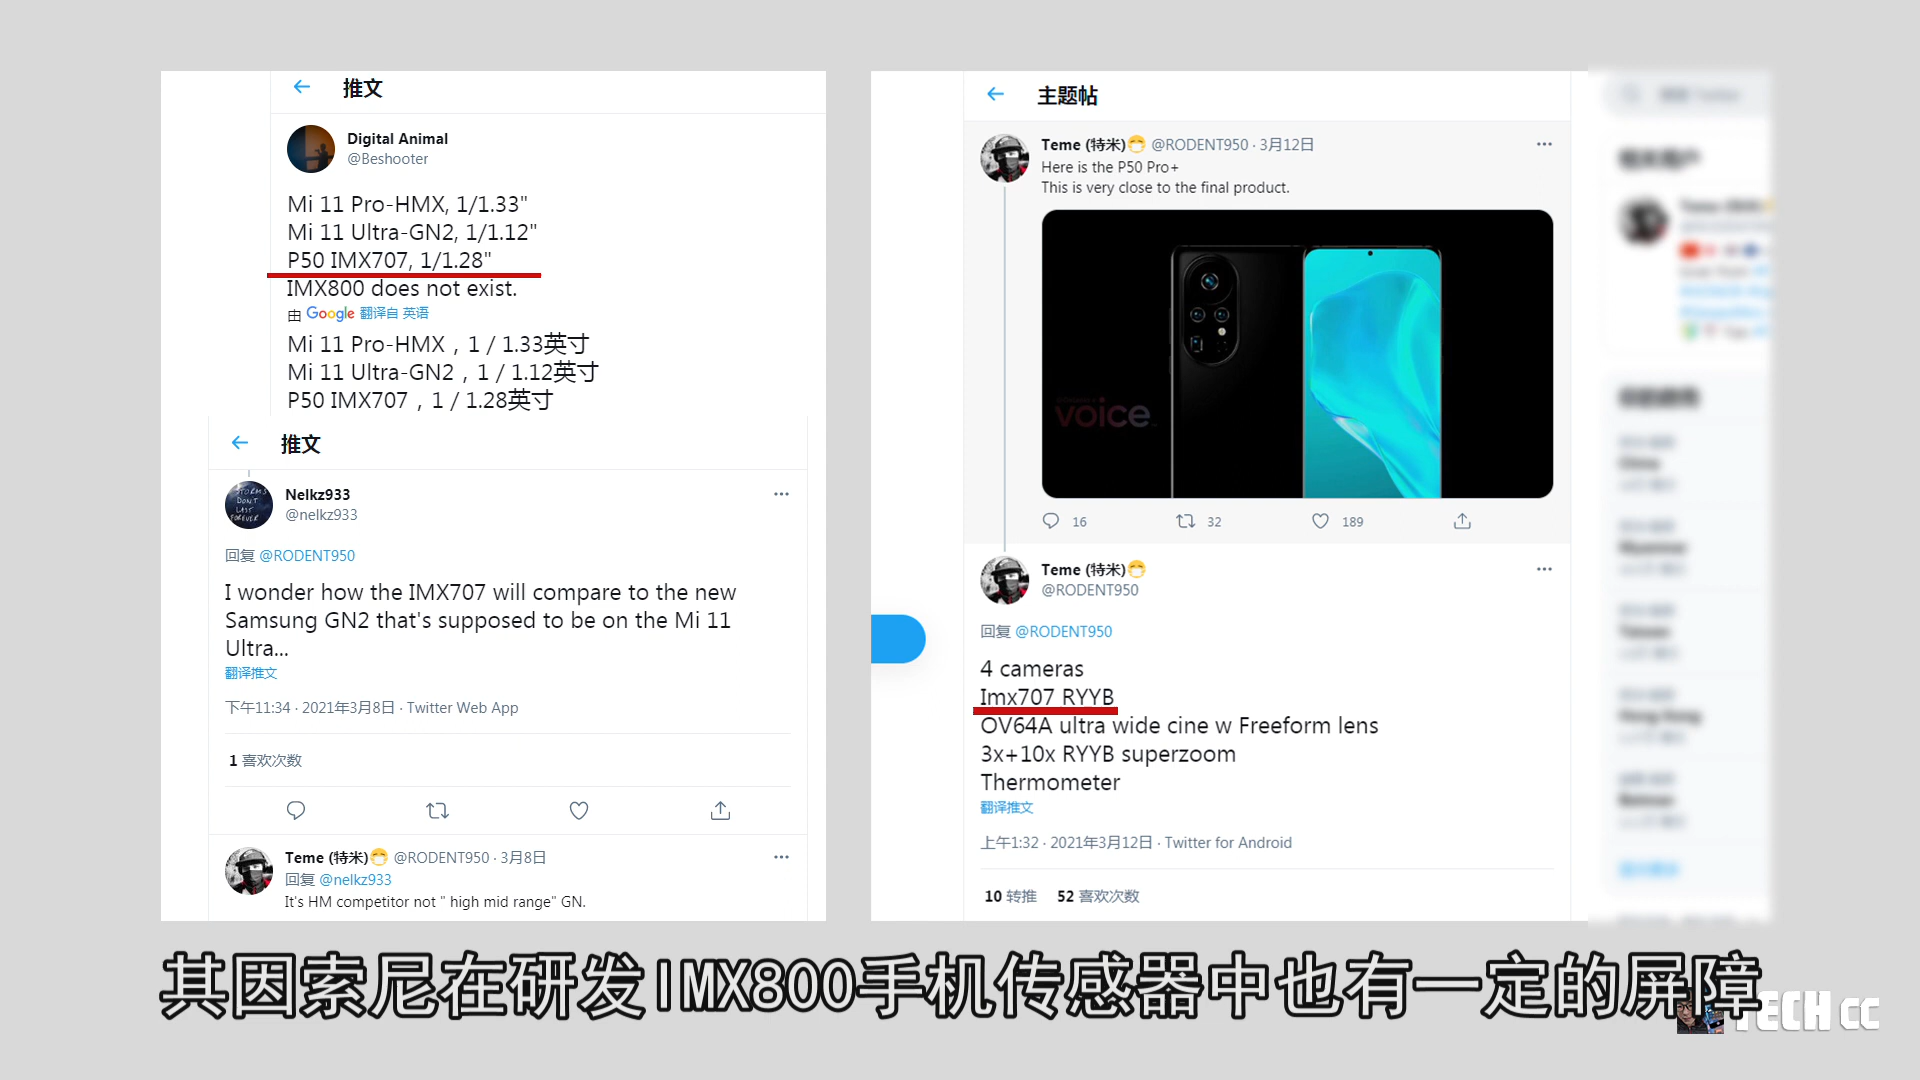 推文
Digital Animal
@Beshooter
Mi 11 Pro-HMX, 1/1.33"
Mi 11 Ultra-GN2, 1/1.12"
P50 IMX707, 1/1.28"
IMX800 does not exist.
由 Google 翻译自 英语
Mi 11 Pro-HMX，1 / 1.33英寸
Mi 11 Ultra-GN2，1 / 1.12英寸
P50 IMX707，1 / 1.28英寸
推文
STORMS
DON'T
LAST
FOREVER
Nelkz933
@nelkz933
回复 @RODENT950
I wonder how the IMX707 will compare to the new
Samsung GN2 that's supposed to be on the Mi 11
Ultra...
翻译推文
下午11:34 · 2021年3月8日 · Twitter Web App
1 喜欢次数
Teme (特米)😷 @RODENT950 · 3月8日
回复 @nelkz933
It's HM competitor not " high mid range" GN.
主题帖
Teme (特米)😷 @RODENT950 · 3月12日
Here is the P50 Pro+
This is very close to the final product.
voice
16 32 189
Teme (特米)😷
@RODENT950
回复 @RODENT950
4 cameras
Imx707 RYYB
OV64A ultra wide cine w Freeform lens
3x+10x RYYB superzoom
Thermometer
翻译推文
上午1:32 · 2021年3月12日 · Twitter for Android
10 转推 52 喜欢次数
其因索尼在研发IMX800手机传感器中也有一定的屏障
TECH CC